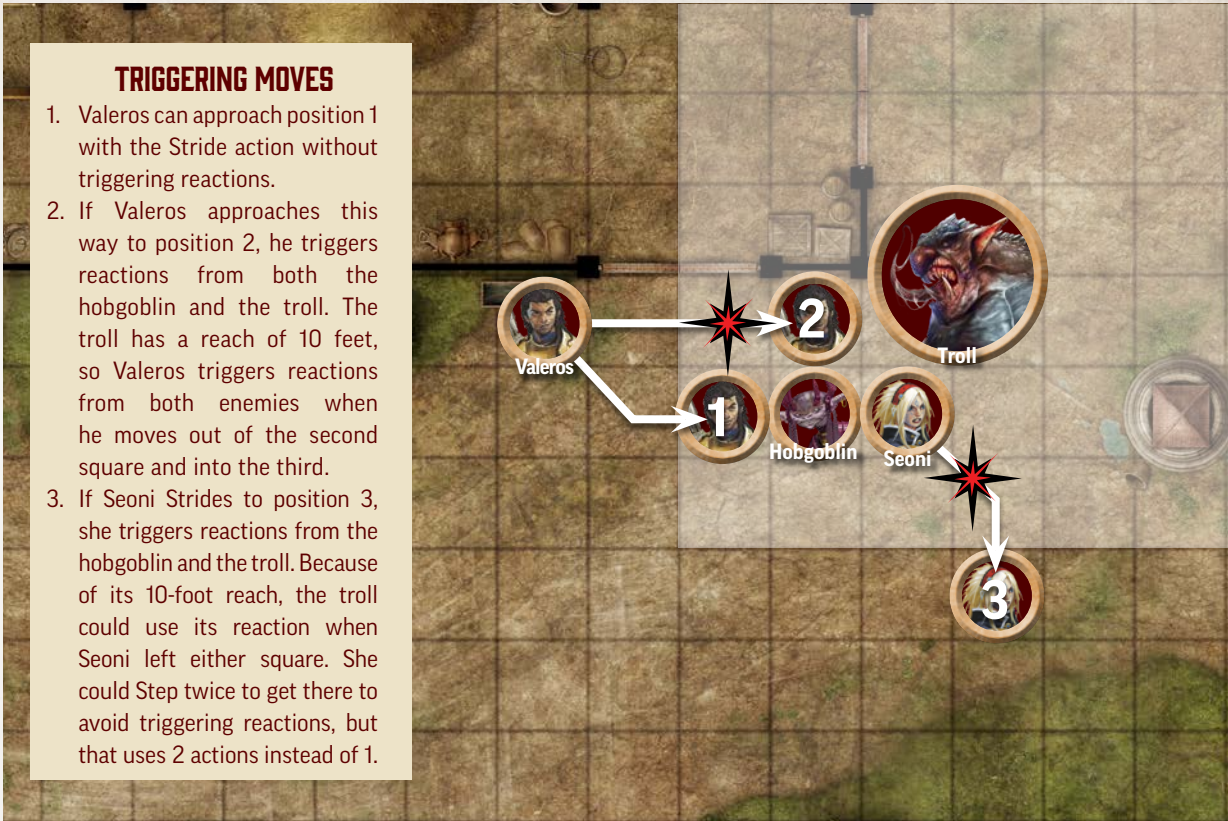 TRIGGERING MOVES
1. Valeros can approach position 1
with the Stride action without
triggering reactions.
2. If Valeros approaches this
way to position 2, he triggers
reactions from both the
hobgoblin and the troll. The
troll has a reach of 10 feet,
so Valeros triggers reactions
from both enemies when
he moves out of the second
square and into the third.
3. If Seoni Strides to position 3,
she triggers reactions from the
hobgoblin and the troll. Because
of its 10-foot reach, the troll
could use its reaction when
Seoni left either square. She
could Step twice to get there to
avoid triggering reactions, but
that uses 2 actions instead of 1.
2
Troll
Valeros
1
Hobgoblin
Seoni
3